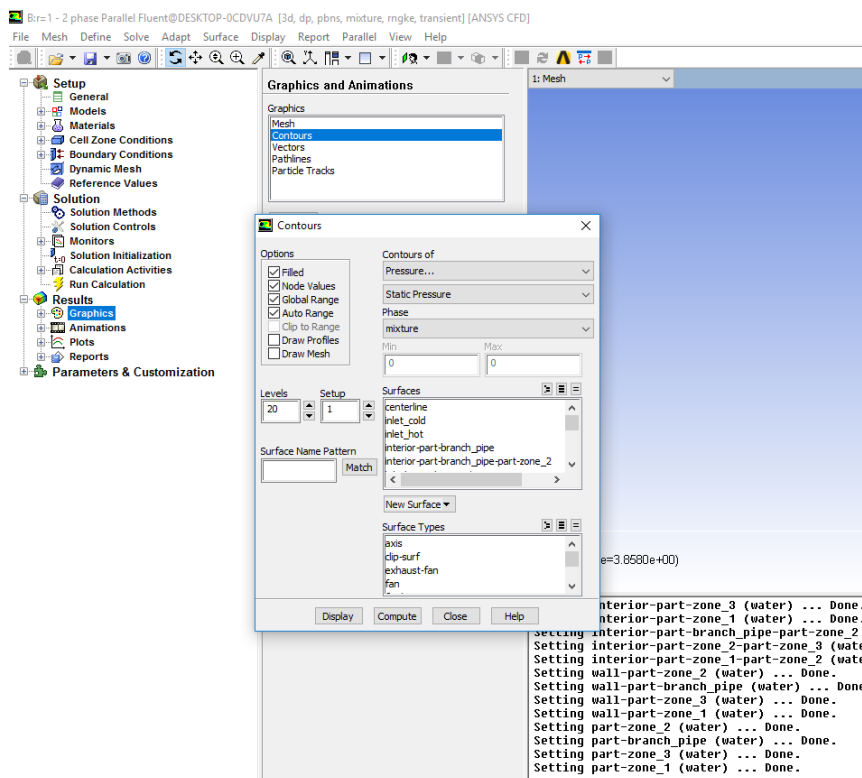 B:r=1 - 2 phase Parallel Fluent@DESKTOP-0CDVU7A [3d, dp, pbns, mixture, rngke, transient] [ANSYS CFD]
File Mesh Define Solve Adapt Surface Display Report Parallel View Help
Setup
General
Models
Materials
Cell Zone Conditions
Boundary Conditions
Dynamic Mesh
Reference Values
Solution
Solution Methods
Solution Controls
Monitors
t=0 Solution Initialization
Calculation Activities
Run Calculation
Results
Graphics
Animations
Plots
Reports
Parameters & Customization
Graphics and Animations
Graphics
Mesh
Contours
Vectors
Pathlines
Particle Tracks
1: Mesh
Contours
Options
Filled
Node Values
Global Range
Auto Range
Clip to Range
Draw Profiles
Draw Mesh
Levels Setup
20 1
Surface Name Pattern
Match
Contours of
Pressure...
Static Pressure
Phase
mixture
Min Max
0 0
Surfaces
centerline
inlet_cold
inlet_hot
interior-part-branch_pipe
interior-part-branch_pipe-part-zone_2
New Surface
Surface Types
axis
clip-surf
exhaust-fan
fan
Display Compute Close Help
e=3.8580e+00)
nterior-part-zone_3 (water) ... Done.
nterior-part-zone_1 (water) ... Done.
Setting interior-part-branch_pipe-part-zone_2
Setting interior-part-zone_2-part-zone_3 (wate
Setting interior-part-zone_1-part-zone_2 (wate
Setting wall-part-zone_2 (water) ... Done.
Setting wall-part-branch_pipe (water) ... Done
Setting wall-part-zone_3 (water) ... Done.
Setting wall-part-zone_1 (water) ... Done.
Setting part-zone_2 (water) ... Done.
Setting part-branch_pipe (water) ... Done.
Setting part-zone_3 (water) ... Done.
Setting part-zone_1 (water) ... Done.